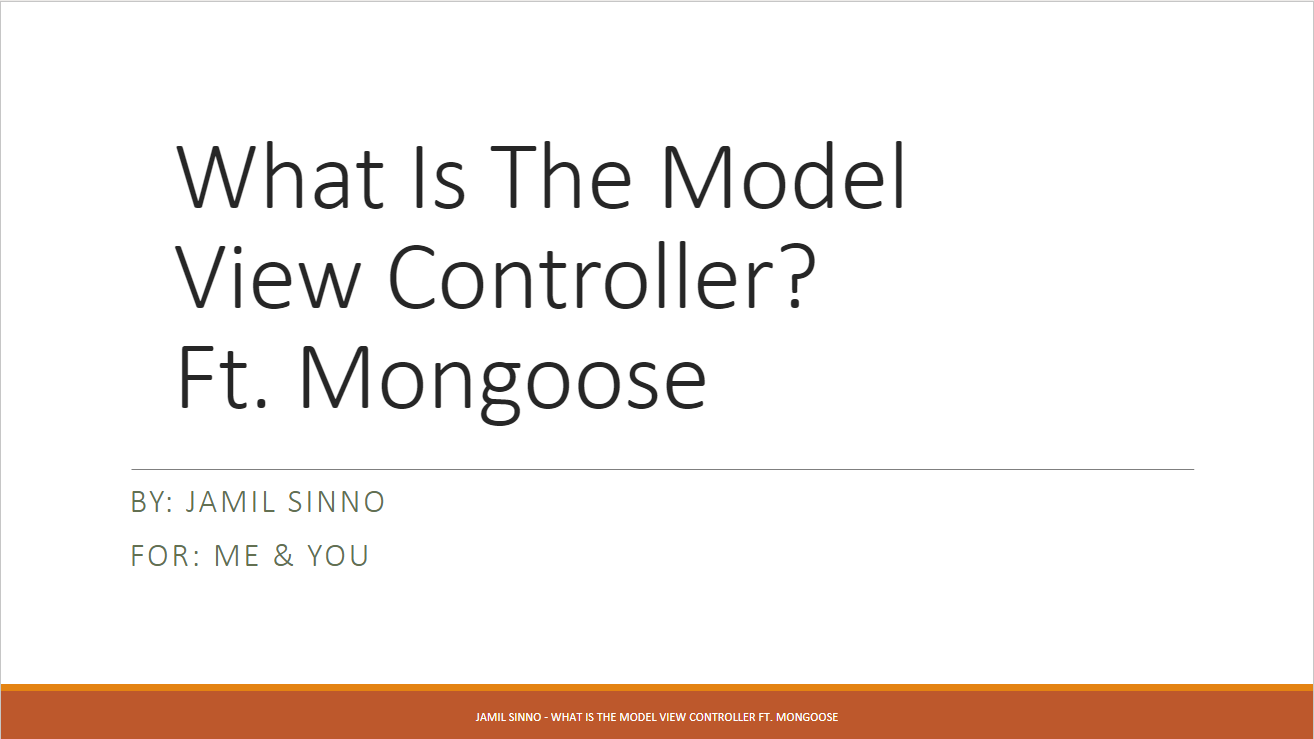 What Is The Model
View Controller?
Ft. Mongoose
BY: JAMIL SINNO
FOR: ME & YOU
JAMIL SINNO - WHAT IS THE MODEL VIEW CONTROLLER FT. MONGOOSE